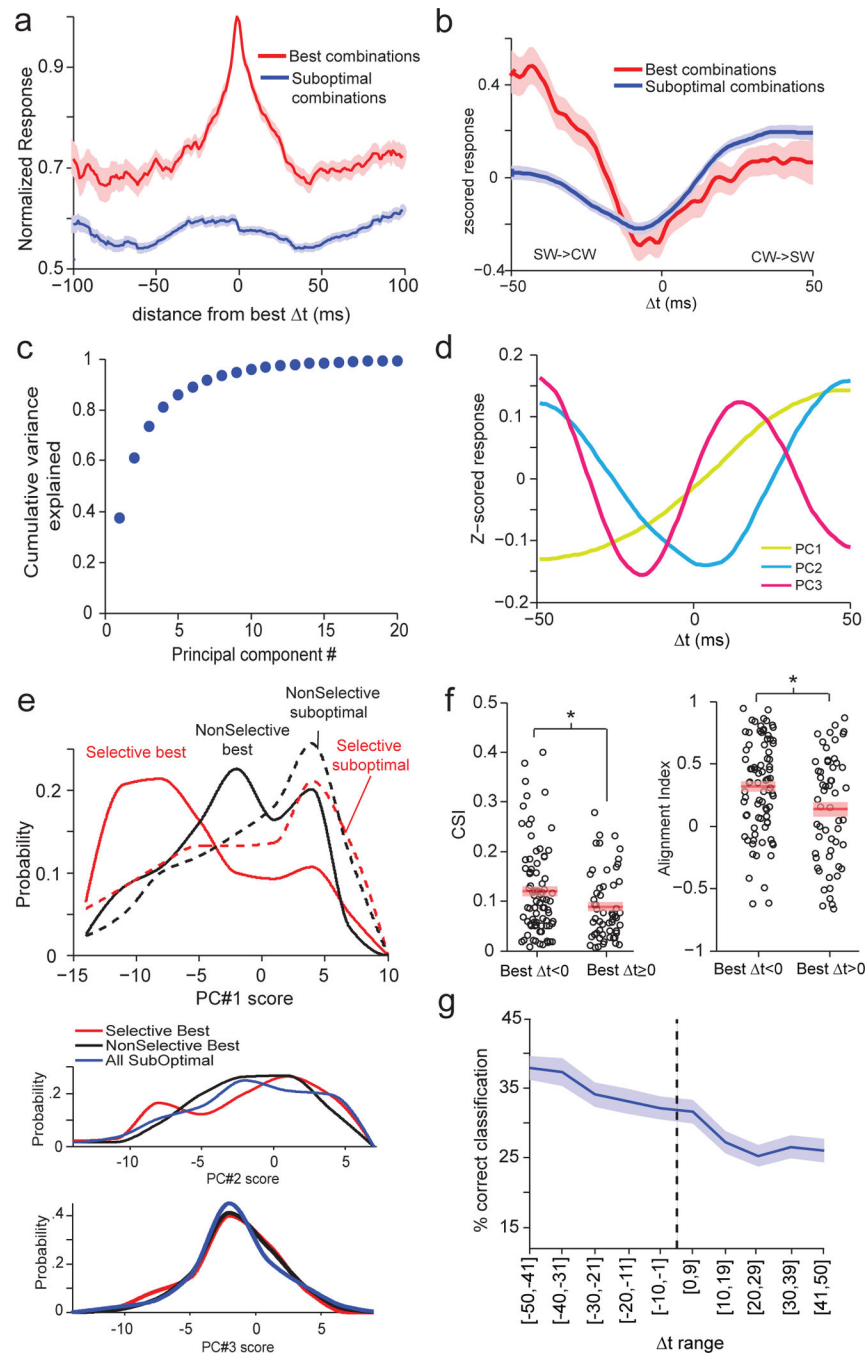 a
Normalized Response
0.9
0.7
0.5
Best combinations
Suboptimal
combinations
−100
−50
0
50
100
distance from best Δt (ms)
b
zscored response
0.4
0
−0.4
Best combinations
Suboptimal combinations
SW->CW
CW->SW
−50
0
50
Δt (ms)
c
Cumulative variance
explained
1
0.8
0.6
0.4
0.2
0
0
5
10
15
20
Principal component #
d
Z−scored response
0.2
0.1
0
−0.1
−0.2
PC1
PC2
PC3
−50
0
50
Δt (ms)
e
NonSelective
suboptimal
NonSelective
best
Selective best
Selective
suboptimal
Probability
0.2
0.1
0
−15
−10
−5
0
5
10
PC#1 score
Selective Best
NonSelective Best
All SubOptimal
Probability
.2
0
-10
-5
0
5
PC#2 score
Probability
.4
.2
0
-10
-5
0
5
PC#3 score
f
CSI
0.5
0.4
0.3
0.2
0.1
0
*
Best Δt<0
Best Δt≥0
Alignment Index
1
0.5
0
−0.5
−1
*
Best Δt<0
Best Δt>0
g
% correct classification
45
35
25
15
[-50,-41]
[-40,-31]
[-30,-21]
[-20,-11]
[-10,-1]
[0,9]
[10,19]
[20,29]
[30,39]
[41,50]
Δt range